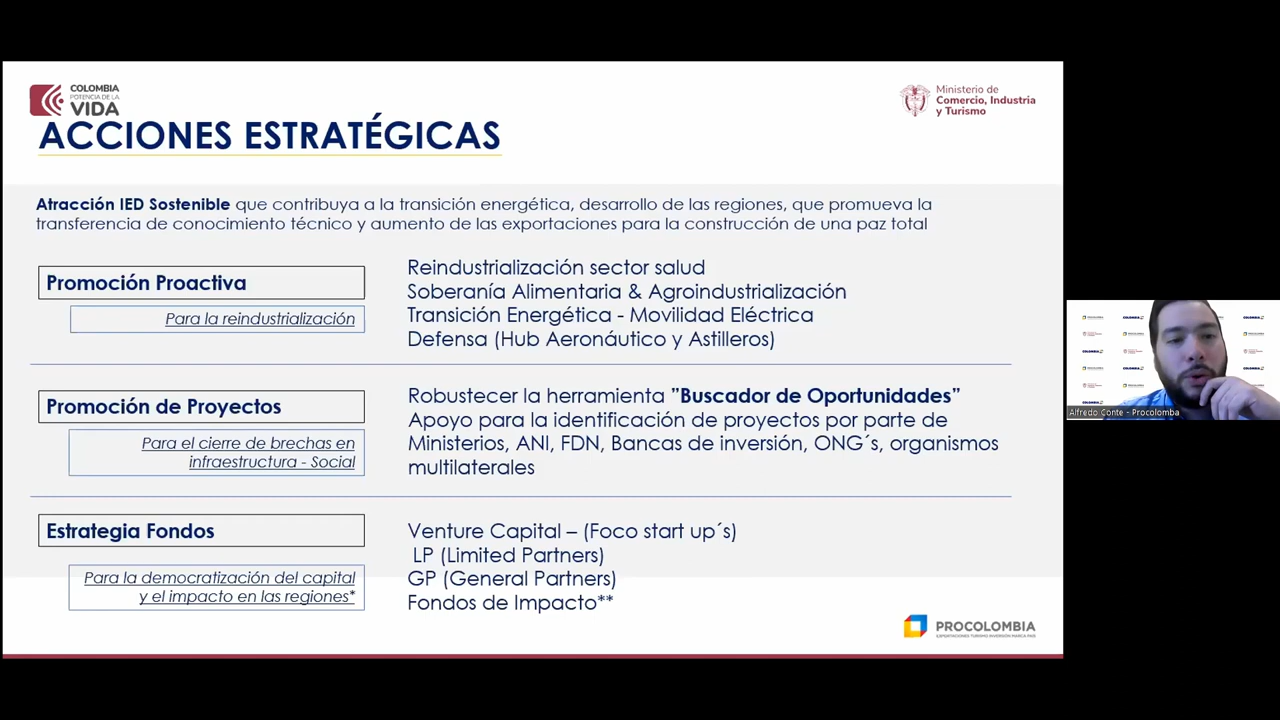 COLOMBIA
POTENCIA DE LA
VIDA
Ministerio de
Comercio, Industria
y Turismo
ACCIONES ESTRATÉGICAS
Atracción IED Sostenible que contribuya a la transición energética, desarrollo de las regiones, que promueva la
transferencia de conocimiento técnico y aumento de las exportaciones para la construcción de una paz total
Promoción Proactiva
Para la reindustrialización
Reindustrialización sector salud
Soberanía Alimentaria & Agroindustrialización
Transición Energética - Movilidad Eléctrica
Defensa (Hub Aeronáutico y Astilleros)
Promoción de Proyectos
Para el cierre de brechas en
infraestructura - Social
Robustecer la herramienta ”Buscador de Oportunidades”
Apoyo para la identificación de proyectos por parte de
Ministerios, ANI, FDN, Bancas de inversión, ONG´s, organismos
multilaterales
Estrategia Fondos
Para la democratización del capital
y el impacto en las regiones*
Venture Capital – (Foco start up´s)
LP (Limited Partners)
GP (General Partners)
Fondos de Impacto**
PROCOLOMBIA
EXPORTACIONES TURISMO INVERSIÓN MARCA PAÍS
Alfredo Conte - Procolomba